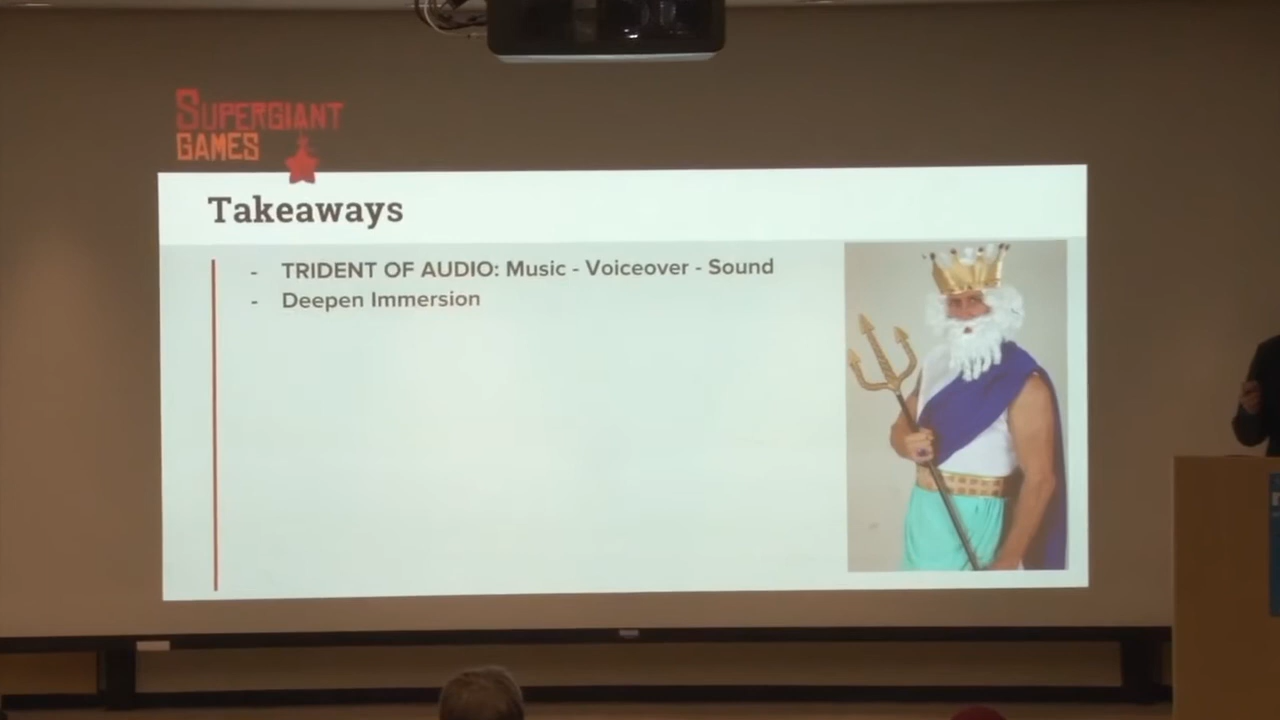 SUPERGIANT
GAMES
Takeaways
- TRIDENT OF AUDIO: Music - Voiceover - Sound
- Deepen Immersion